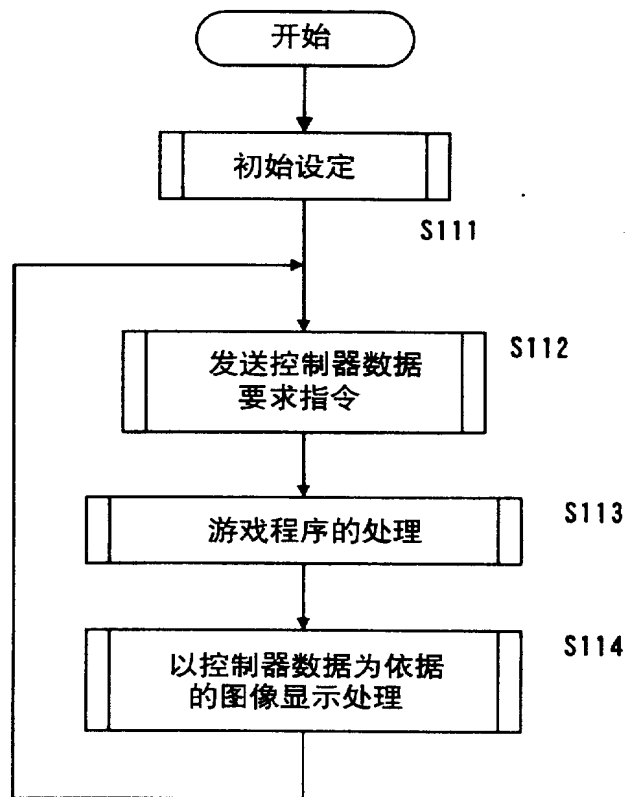 开始
初始设定
S111
发送控制器数据
要求指令
S112
游戏程序的处理
S113
以控制器数据为依据
的图像显示处理
S114